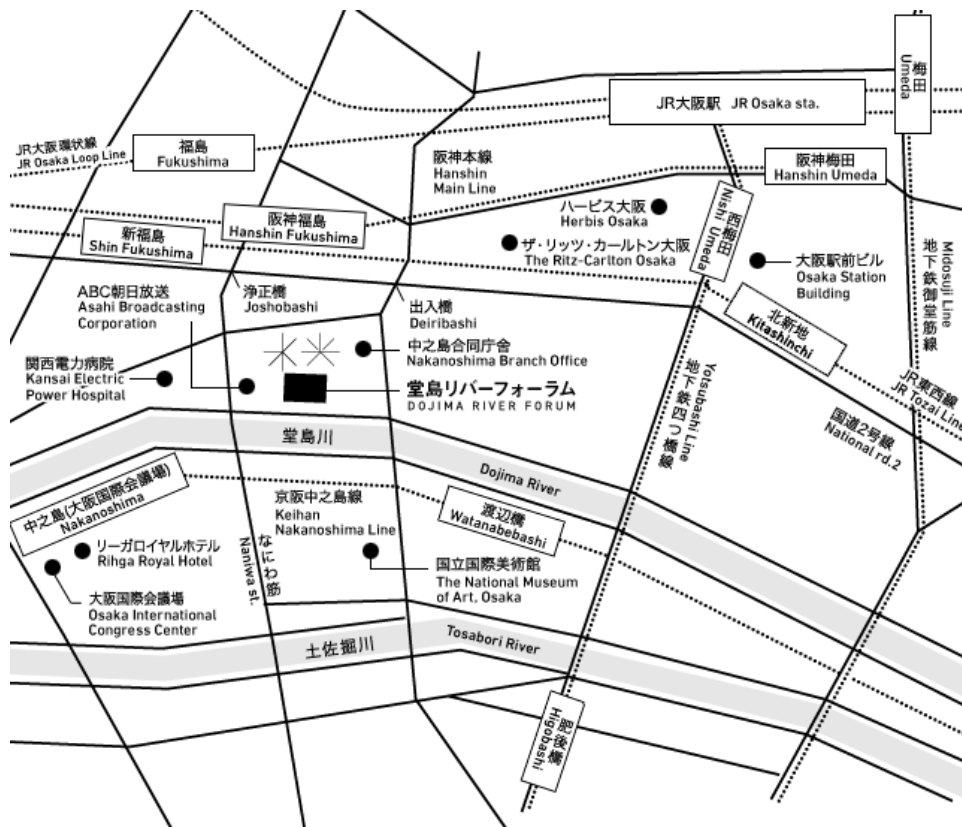 梅田
Umeda
JR大阪駅 JR Osaka sta.
JR大阪環状線
JR Osaka Loop Line
福島
Fukushima
阪神本線
Hanshin
Main Line
阪神梅田
Hanshin Umeda
西梅田
Nishi Umeda
ハービス大阪
Herbis Osaka
阪神福島
Hanshin Fukushima
新福島
Shin Fukushima
ザ・リッツ・カールトン大阪
The Ritz-Carlton Osaka
大阪駅前ビル
Osaka Station
Building
Midosuji Line
地下鉄御堂筋線
ABC朝日放送
Asahi Broadcasting
Corporation
浄正橋
Joshobashi
出入橋
Deiribashi
北新地
Kitashinchi
中之島合同庁舎
Nakanoshima Branch Office
関西電力病院
Kansai Electric
Power Hospital
堂島リバーフォーラム
DOJIMA RIVER FORUM
Yotsubashi Line
地下鉄四つ橋線
JR東西線
JR Tozai Line
国道2号線
National rd.2
堂島川
Dojima River
中之島(大阪国際会議場)
Nakanoshima
京阪中之島線
Keihan
Nakanoshima Line
渡辺橋
Watanabebashi
リーガロイヤルホテル
Rihga Royal Hotel
なにわ筋
Naniwa st.
国立国際美術館
The National Museum
of Art, Osaka
大阪国際会議場
Osaka International
Congress Center
土佐掘川
Tosabori River
肥後橋
Higobashi